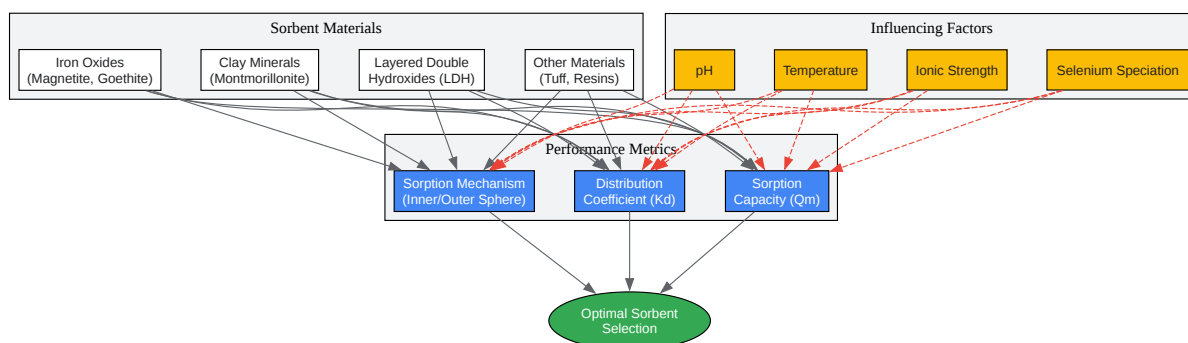 Sorbent Materials
Iron Oxides
(Magnetite, Goethite)
Clay Minerals
(Montmorillonite)
Layered Double
Hydroxides (LDH)
Other Materials
(Tuff, Resins)
Influencing Factors
pH
Temperature
Ionic Strength
Selenium Speciation
Performance Metrics
Sorption Mechanism
(Inner/Outer Sphere)
Distribution
Coefficient (Kd)
Sorption
Capacity (Qm)
Optimal Sorbent
Selection